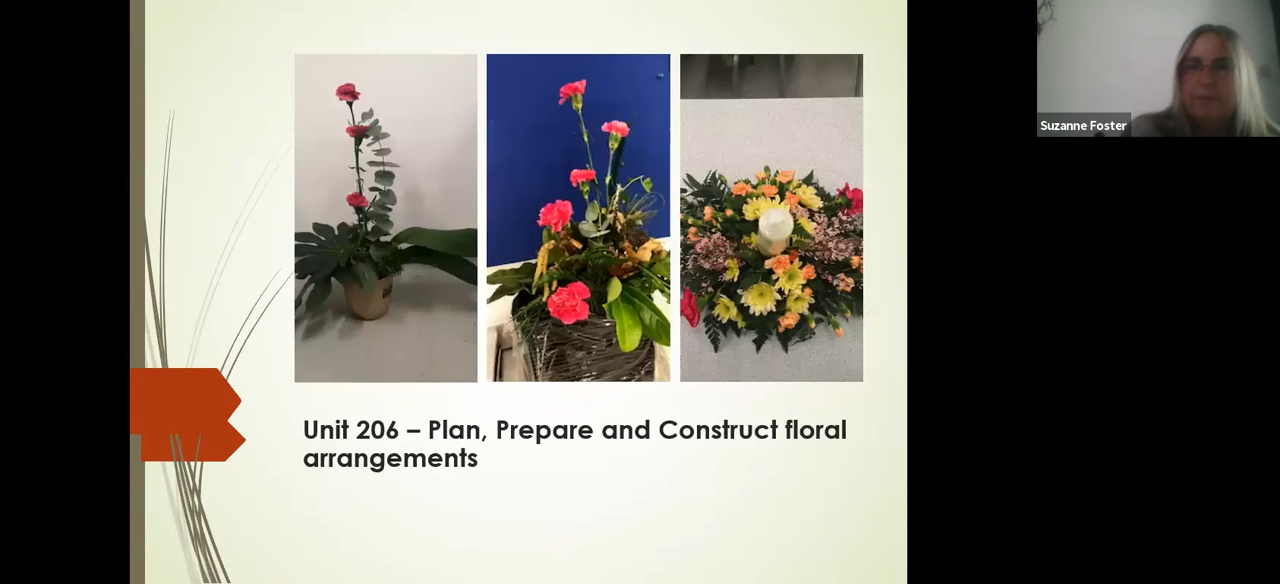 Suzanne Foster
Unit 206 – Plan, Prepare and Construct floral
arrangements